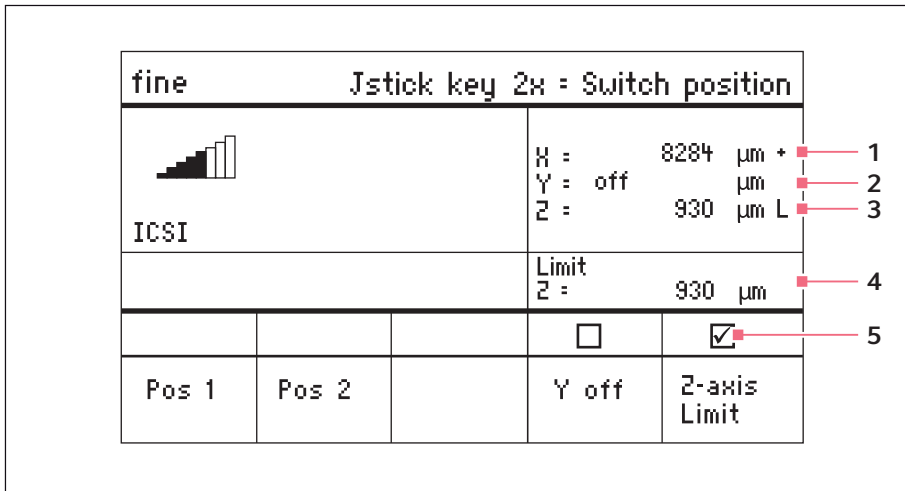 fine Jstick key 2x = Switch position
X = 8284 µm + 1
Y = off µm 2
Z = 930 µm L 3
ICSI
Limit
Z = 930 µm 4
5
Pos 1 Pos 2 Y off Z-axis
Limit